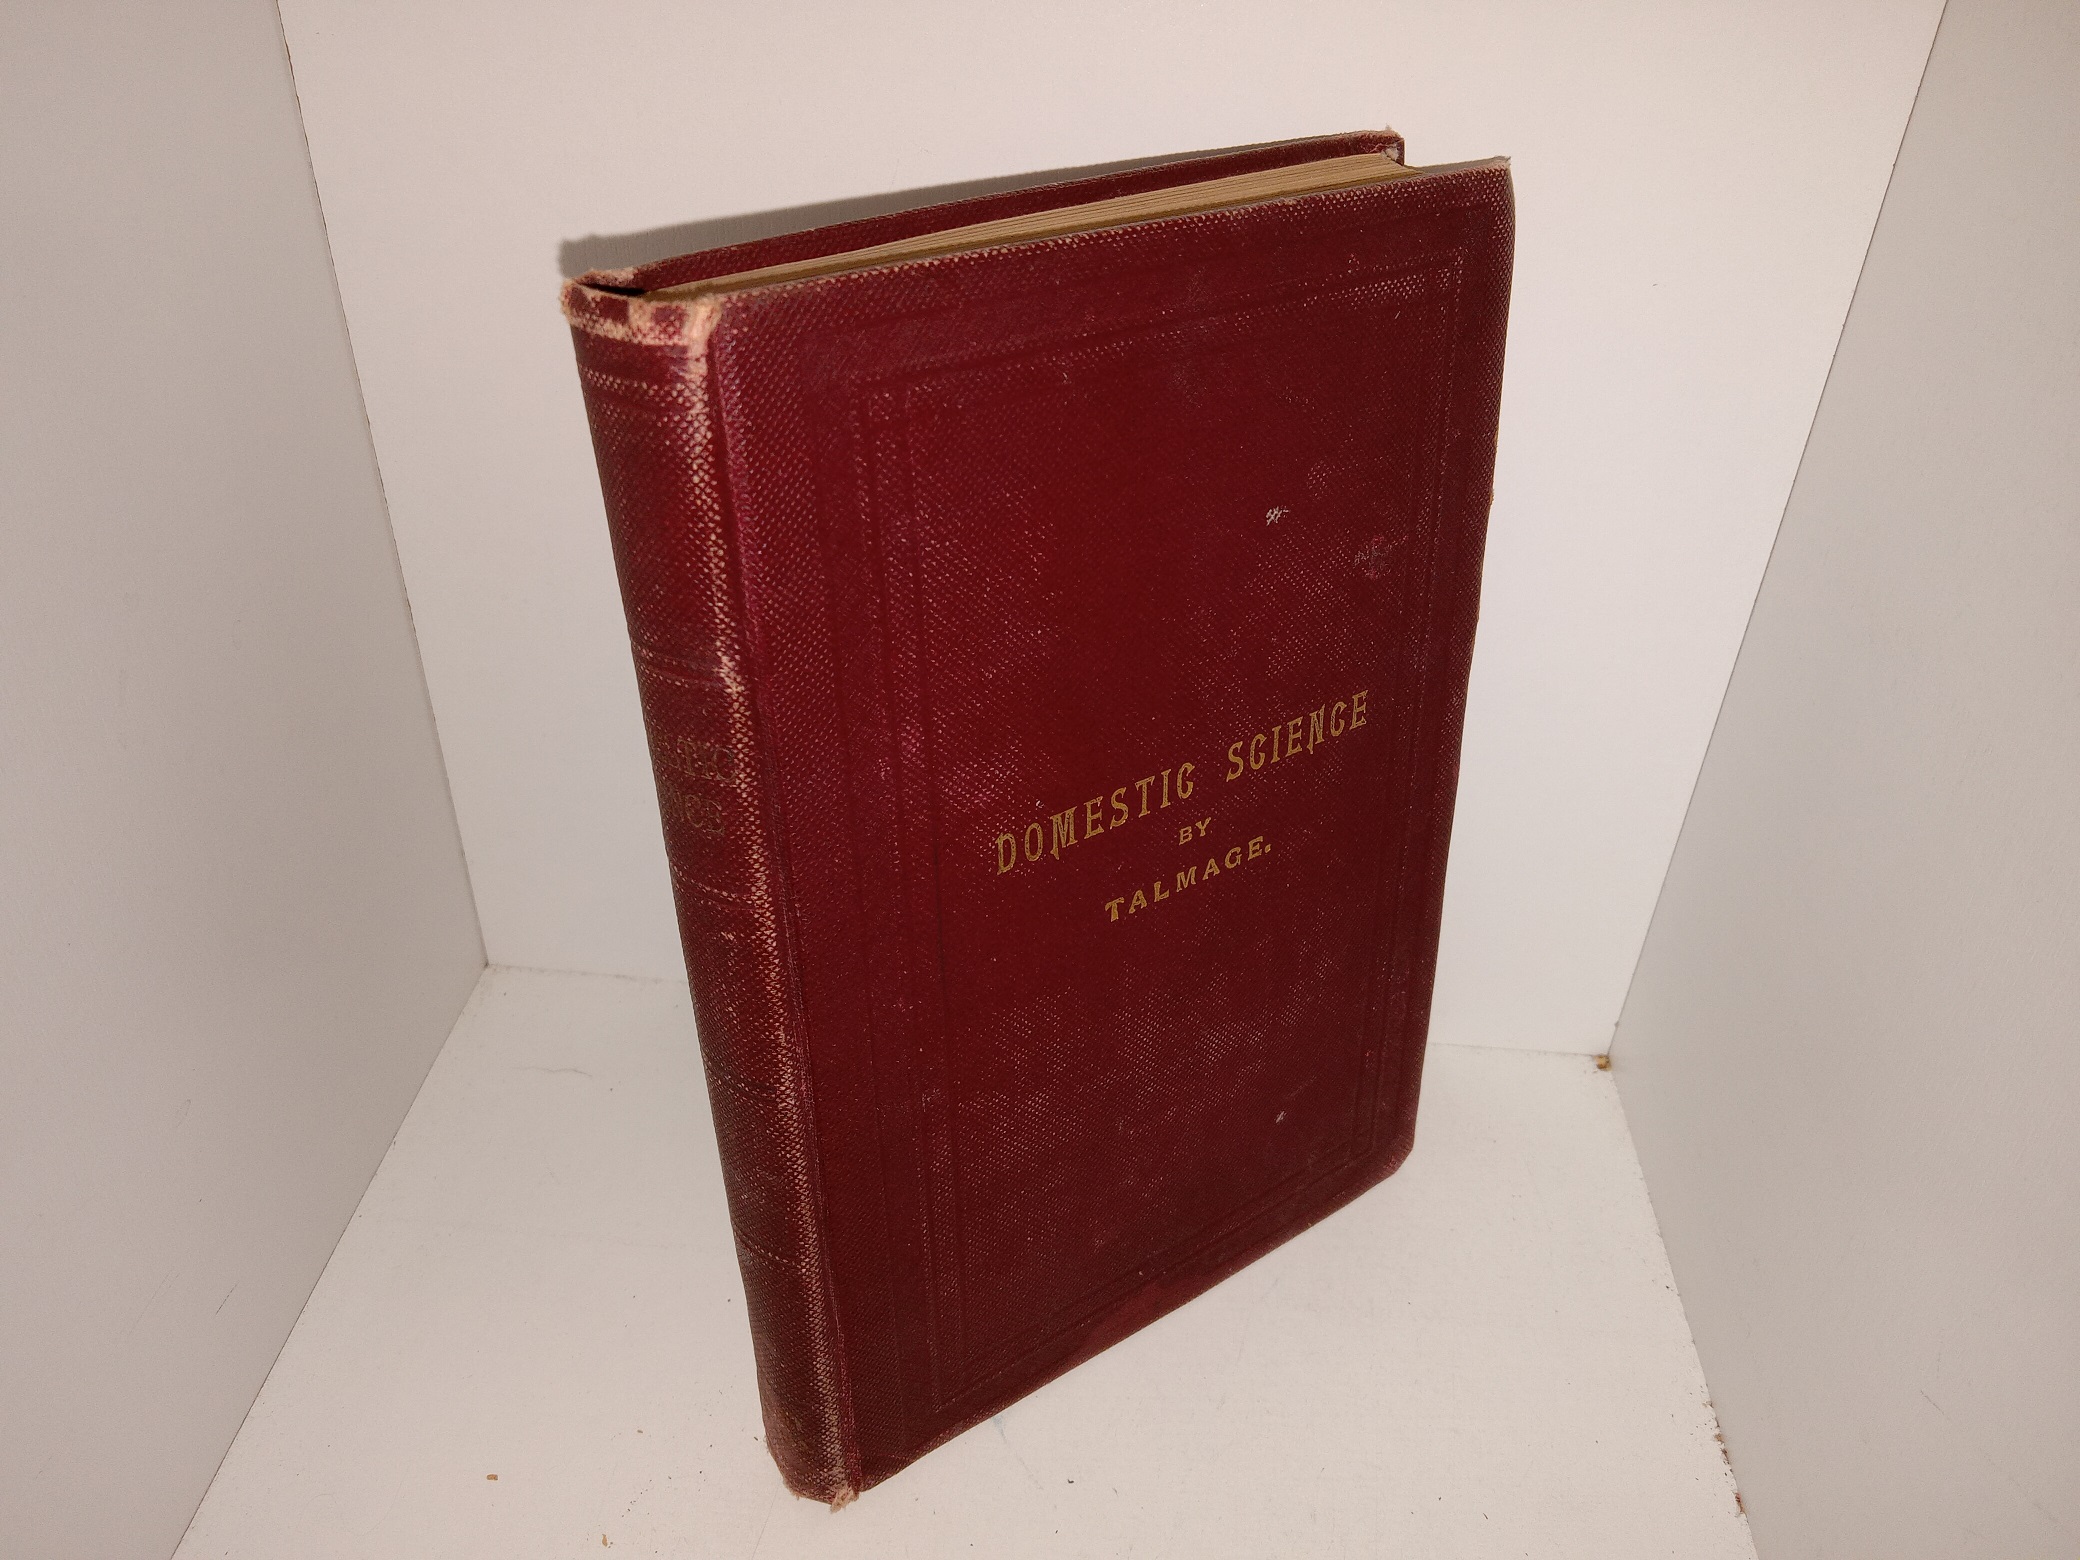 DOMESTIC SCIENCE
BY
TALMAGE.